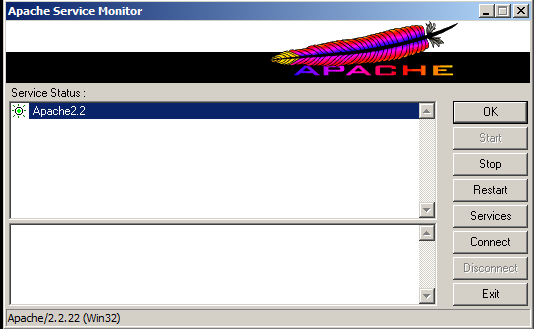 Apache Service Monitor
APACHE
Service Status :
Apache2.2
OK
Start
Stop
Restart
Services
Connect
Disconnect
Exit
Apache/2.2.22 (Win32)